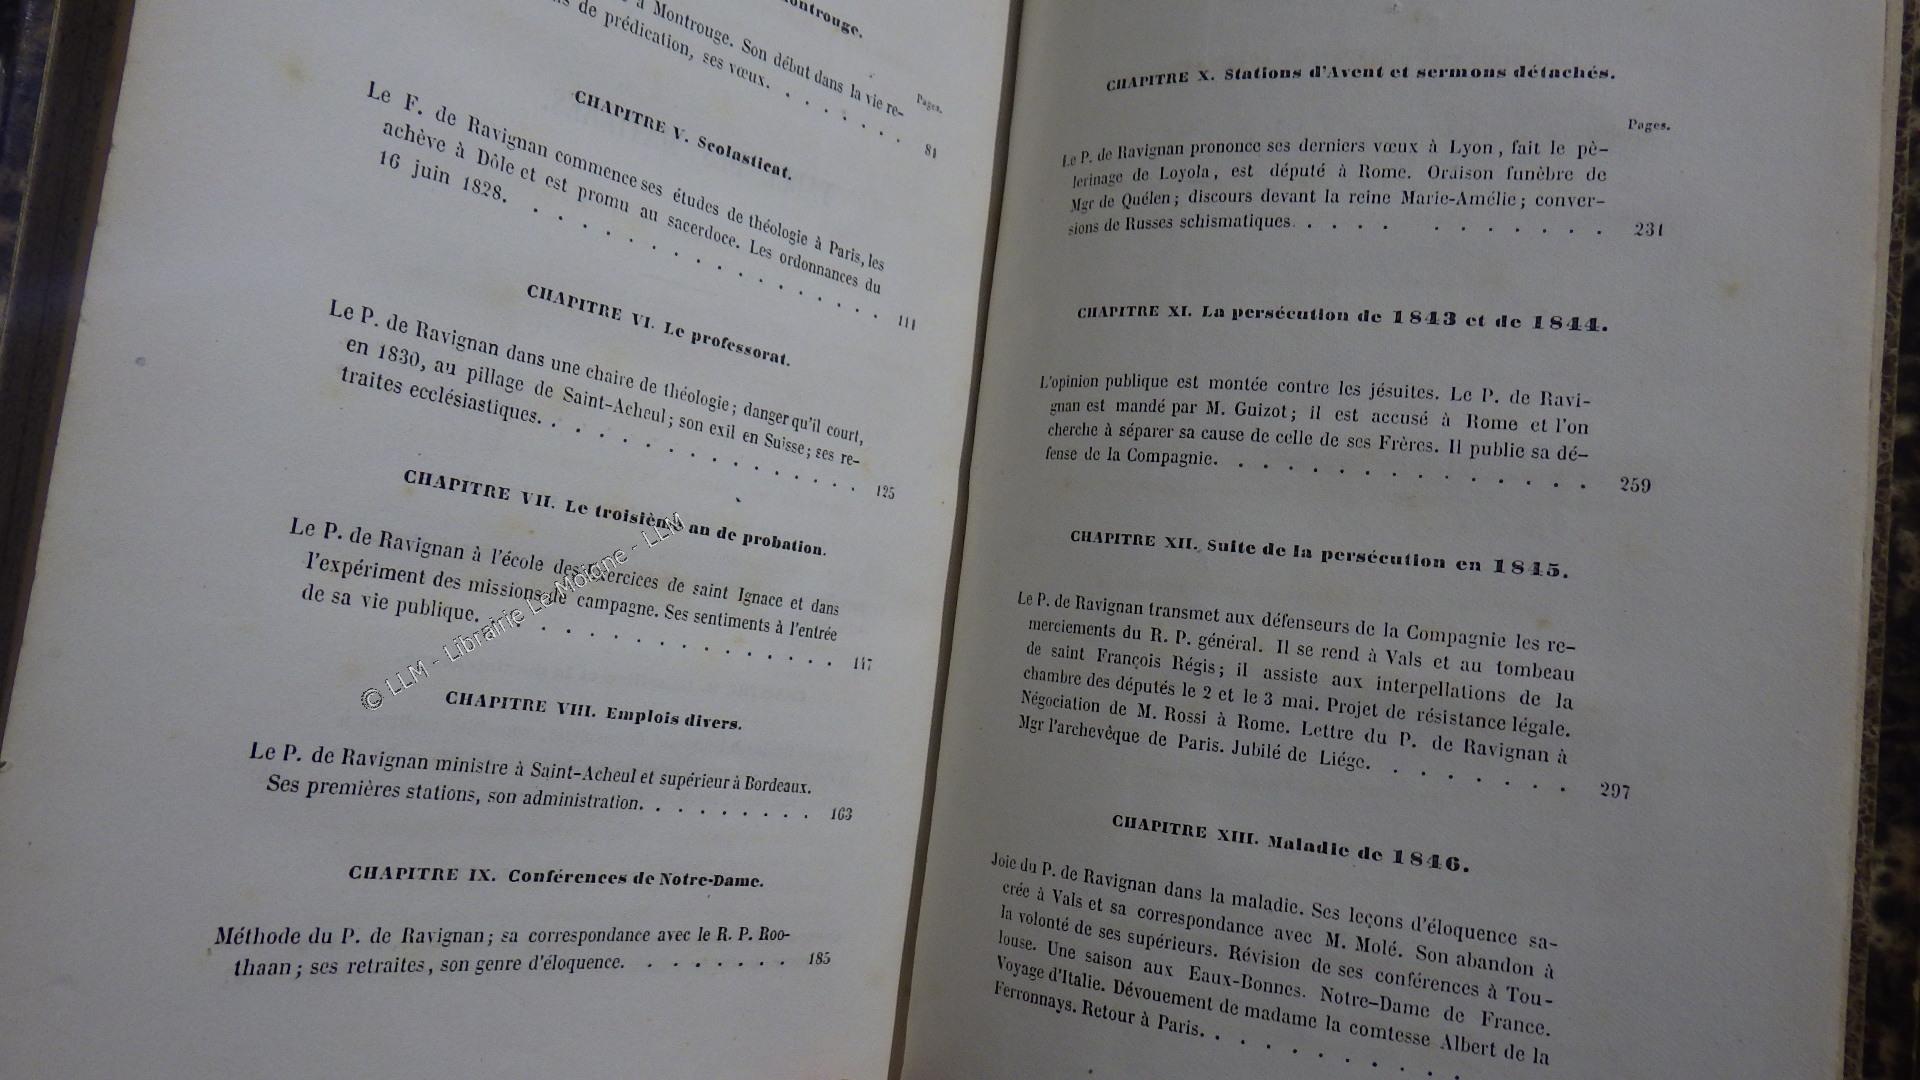 Montrouge.
à Montrouge. Son début dans la vie re-
de prédication, ses vœux. . . . . . . 81
Pages.
CHAPITRE V. Scolasticat.
Le F. de Ravignan commence ses études de théologie à Paris, les
achève à Dôle et est promu au sacerdoce. Les ordonnances du
16 juin 1828. . . . . . . . . . . . . . . . . 111
CHAPITRE VI. Le professorat.
Le P. de Ravignan dans une chaire de théologie; danger qu'il court,
en 1830, au pillage de Saint-Acheul; son exil en Suisse; ses re-
traites ecclésiastiques. . . . . . . . . . . . . . 125
CHAPITRE VII. Le troisième an de probation.
Le P. de Ravignan à l'école des Exercices de saint Ignace et dans
l'expériment des missions de campagne. Ses sentiments à l'entrée
de sa vie publique. . . . . . . . . . . . . . . 147
CHAPITRE VIII. Emplois divers.
Le P. de Ravignan ministre à Saint-Acheul et supérieur à Bordeaux.
Ses premières stations, son administration. . . . . . . . 163
CHAPITRE IX. Conférences de Notre-Dame.
Méthode du P. de Ravignan; sa correspondance avec le R. P. Roo-
thaan; ses retraites, son genre d'éloquence. . . . . . . . 185
© LLM - Librairie Le Moigne - LLM
CHAPITRE X. Stations d'Avent et sermons détachés.
Pages.
Le P. de Ravignan prononce ses derniers vœux à Lyon, fait le pè-
lerinage de Loyola, est député à Rome. Oraison funèbre de
Mgr de Quélen; discours devant la reine Marie-Amélie; conver-
sions de Russes schismatiques. . . . . . . . . . . . 231
CHAPITRE XI. La persécution de 1843 et de 1844.
L'opinion publique est montée contre les jésuites. Le P. de Ravi-
gnan est mandé par M. Guizot; il est accusé à Rome et l'on
cherche à séparer sa cause de celle de ses Frères. Il publie sa dé-
fense de la Compagnie. . . . . . . . . . . . . . . 259
CHAPITRE XII. Suite de la persécution en 1845.
Le P. de Ravignan transmet aux défenseurs de la Compagnie les re-
merciements du R. P. général. Il se rend à Vals et au tombeau
de saint François Régis; il assiste aux interpellations de la
chambre des députés le 2 et le 3 mai. Projet de résistance légale.
Négociation de M. Rossi à Rome. Lettre du P. de Ravignan à
Mgr l'archevêque de Paris. Jubilé de Liége. . . . . . . . 297
CHAPITRE XIII. Maladie de 1846.
Joie du P. de Ravignan dans la maladie. Ses leçons d'éloquence sa-
crée à Vals et sa correspondance avec M. Molé. Son abandon à
la volonté de ses supérieurs. Révision de ses conférences à Tou-
louse. Une saison aux Eaux-Bonnes. Notre-Dame de France.
Voyage d'Italie. Dévouement de madame la comtesse Albert de la
Ferronnays. Retour à Paris. . . . . . . . . . .